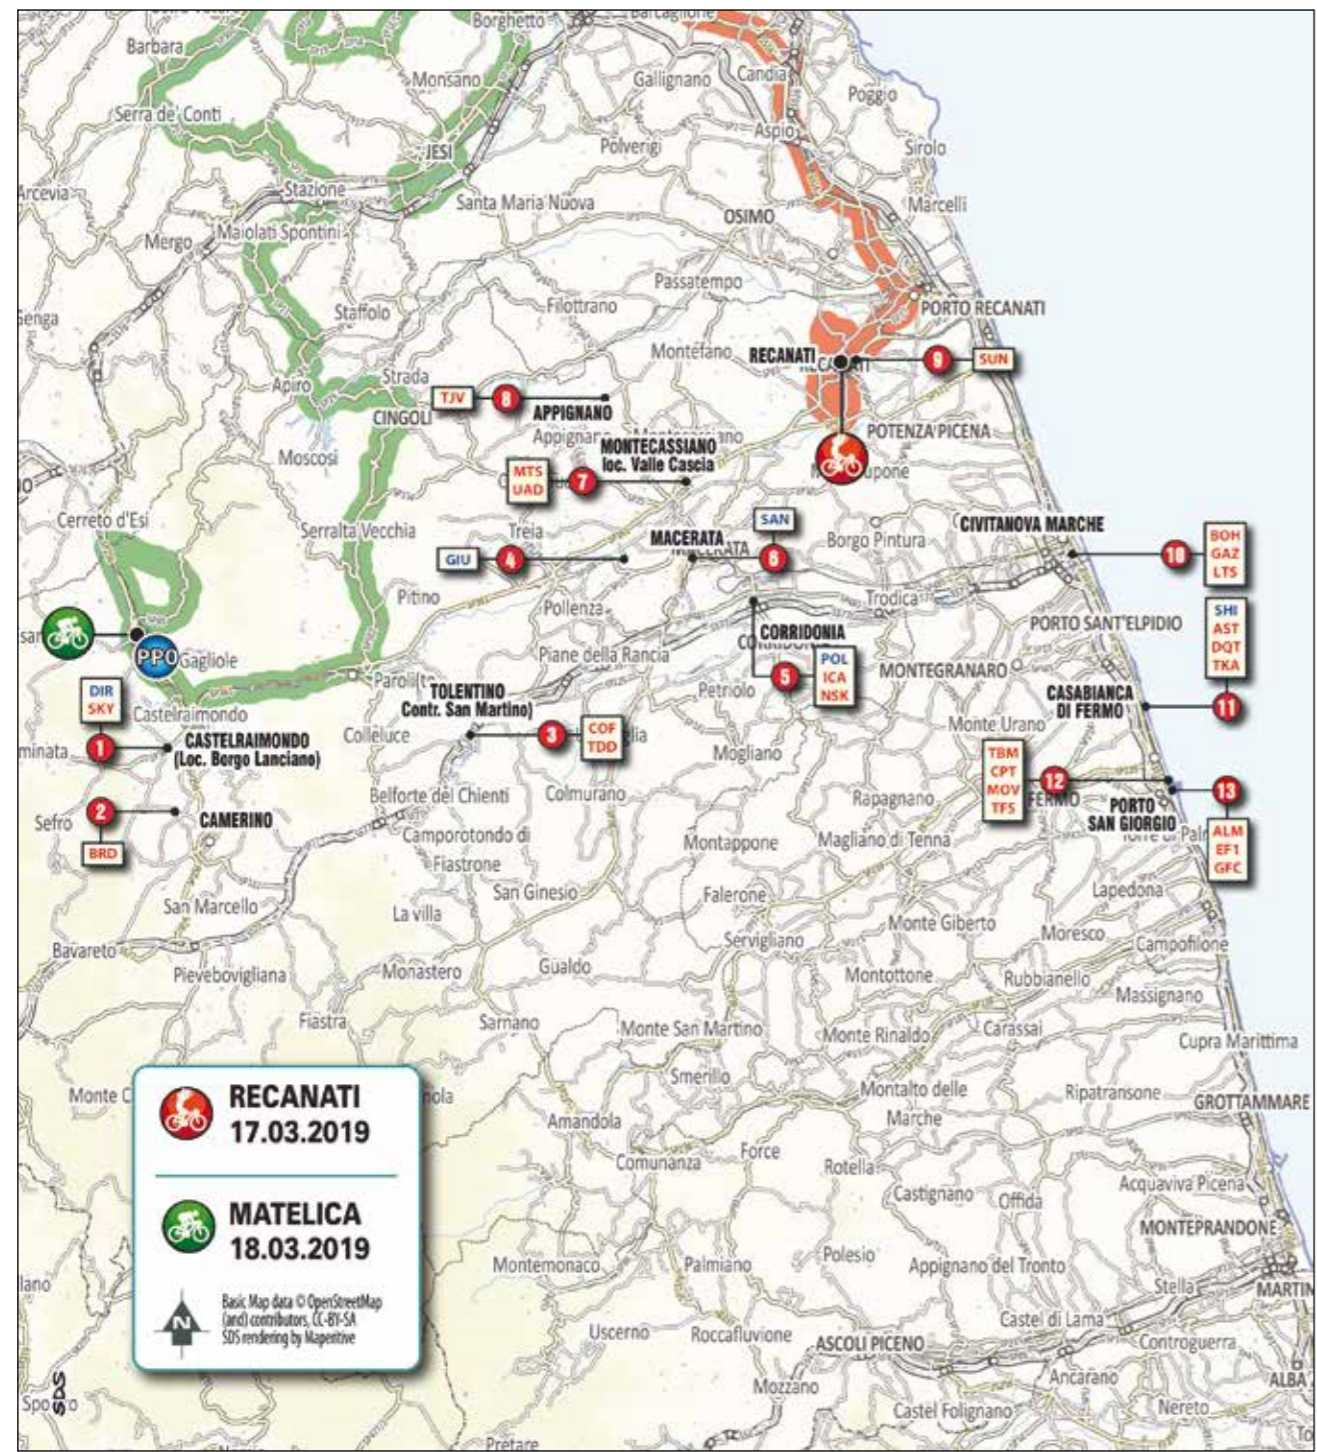 Borghetto
Barbara
Monsano
Gallignano
Candia
Poggio
Serra de' Conti
JESI
Polverigi
Aspio
Sirolo
Arcevia
Stazione
Santa Maria Nuova
OSIMO
Marcelli
Mergo
Maiolati Spontini
Staffolo
Filottrano
Passatempo
PORTO RECANATI
Montefano
RECANATI
9
SUN
Apiro
Strada
CINGOLI
TJV
8
APPIGNANO
Appignano
POTENZA PICENA
MONTECASSIANO
loc. Valle Cascia
Moscosi
MTS
UAD
7
Cerreto d'Esi
Serralta Vecchia
Treia
GIU
4
MACERATA
SAN
6
Borgo Pintura
CIVITANOVA MARCHE
10
BOH
GAZ
LTS
Pitino
Pollenza
Trodica
PORTO SANT'ELPIDIO
SHI
AST
DQT
TKA
11
PPO
Gagliole
Piane della Rancia
CORRIDONIA
5
POL
ICA
NSK
MONTEGRANARO
CASABIANCA
DI FERMO
DIR
SKY
1
Castelraimondo
CASTELRAIMONDO
(Loc. Borgo Lanciano)
TOLENTINO
Contr. San Martino)
Petriolo
Colleluce
3
COF
TDD
Mogliano
Monte Urano
TBM
CPT
MOV
TFS
12
FERMO
PORTO
SAN GIORGIO
13
ALM
EF1
GFC
Sefro
2
BRD
CAMERINO
Belforte del Chienti
Colmurano
Rapagnano
Camporotondo di
Fiastrone
Montappone
Magliano di Tenna
San Marcello
La villa
San Ginesio
Falerone
Lapedona
Monte Giberto
Moresco
Bavareto
Servigliano
Campofilone
Pievebovigliana
Monastero
Gualdo
Montottone
Rubbianello
Massignano
Fiastra
Sarnano
Monte San Martino
Monte Rinaldo
Carassai
Cupra Marittima
Smerillo
Montalto delle
Marche
Ripatransone
GROTTAMMARE
Amandola
Comunanza
Force
Rotella
Castignano
Offida
Acquaviva Picena
MONTEPRANDONE
Montemonaco
Palmiano
Polesio
Appignano del Tronto
Stella
MARTIN
Uscerno
Roccafluvione
ASCOLI PICENO
Castel di Lama
Controguerra
Mozzano
Ancarano
ALBA
Castel Folignano
Nereto
Pretare
RECANATI
17.03.2019
MATELICA
18.03.2019
N
Basic Map data © OpenStreetMap
(and) contributors, CC-BY-SA
SDS rendering by Maperitive
SDS